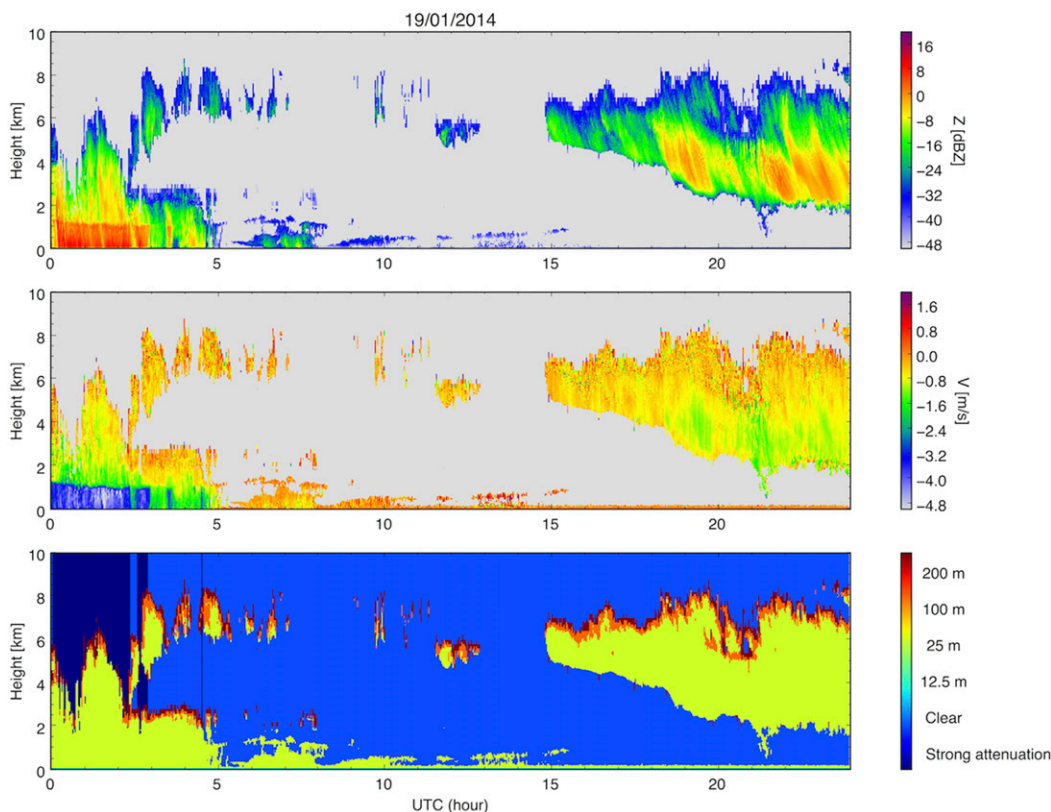 19/01/2014
10
8
6
4
2
0
Height [km]
0 5 10 15 20
16
8
0
−8
−16
−24
−32
−40
−48
Z [dBZ]
10
8
6
4
2
0
Height [km]
0 5 10 15 20
1.6
0.8
0.0
−0.8
−1.6
−2.4
−3.2
−4.0
−4.8
V [m/s]
10
8
6
4
2
0
Height [km]
0 5 10 15 20
UTC (hour)
200 m
100 m
25 m
12.5 m
Clear
Strong attenuation